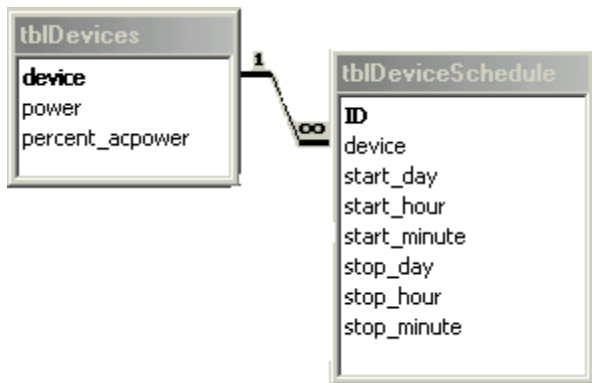 tblDevices
device
power
percent_acpower
1
∞
tblDeviceSchedule
ID
device
start_day
start_hour
start_minute
stop_day
stop_hour
stop_minute